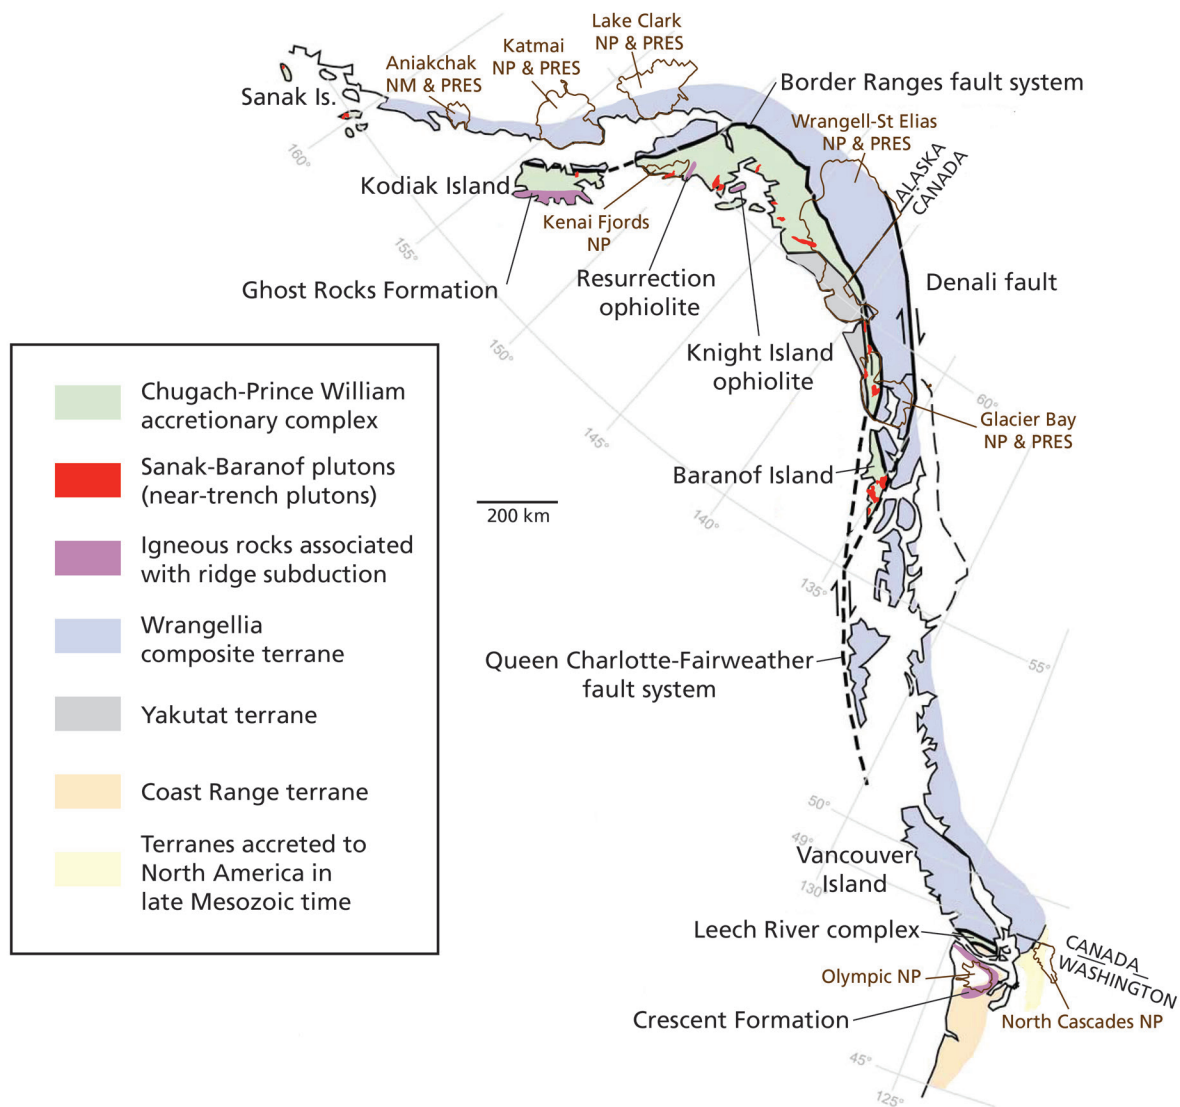 Lake Clark
NP & PRES
Katmai
NP & PRES
Aniakchak
NM & PRES
Sanak Is.
Border Ranges fault system
Wrangell-St Elias
NP & PRES
ALASKA
CANADA
160°
Kodiak Island
Kenai Fjords
NP
155°
Ghost Rocks Formation
Resurrection
ophiolite
Denali fault
150°
Knight Island
ophiolite
60°
Glacier Bay
NP & PRES
145°
Baranof Island
200 km
140°
135°
Queen Charlotte-Fairweather
fault system
55°
50°
49°
Vancouver
Island
130°
Leech River complex
CANADA
WASHINGTON
Olympic NP
Crescent Formation
North Cascades NP
45°
125°
Chugach-Prince William
accretionary complex
Sanak-Baranof plutons
(near-trench plutons)
Igneous rocks associated
with ridge subduction
Wrangellia
composite terrane
Yakutat terrane
Coast Range terrane
Terranes accreted to
North America in
late Mesozoic time